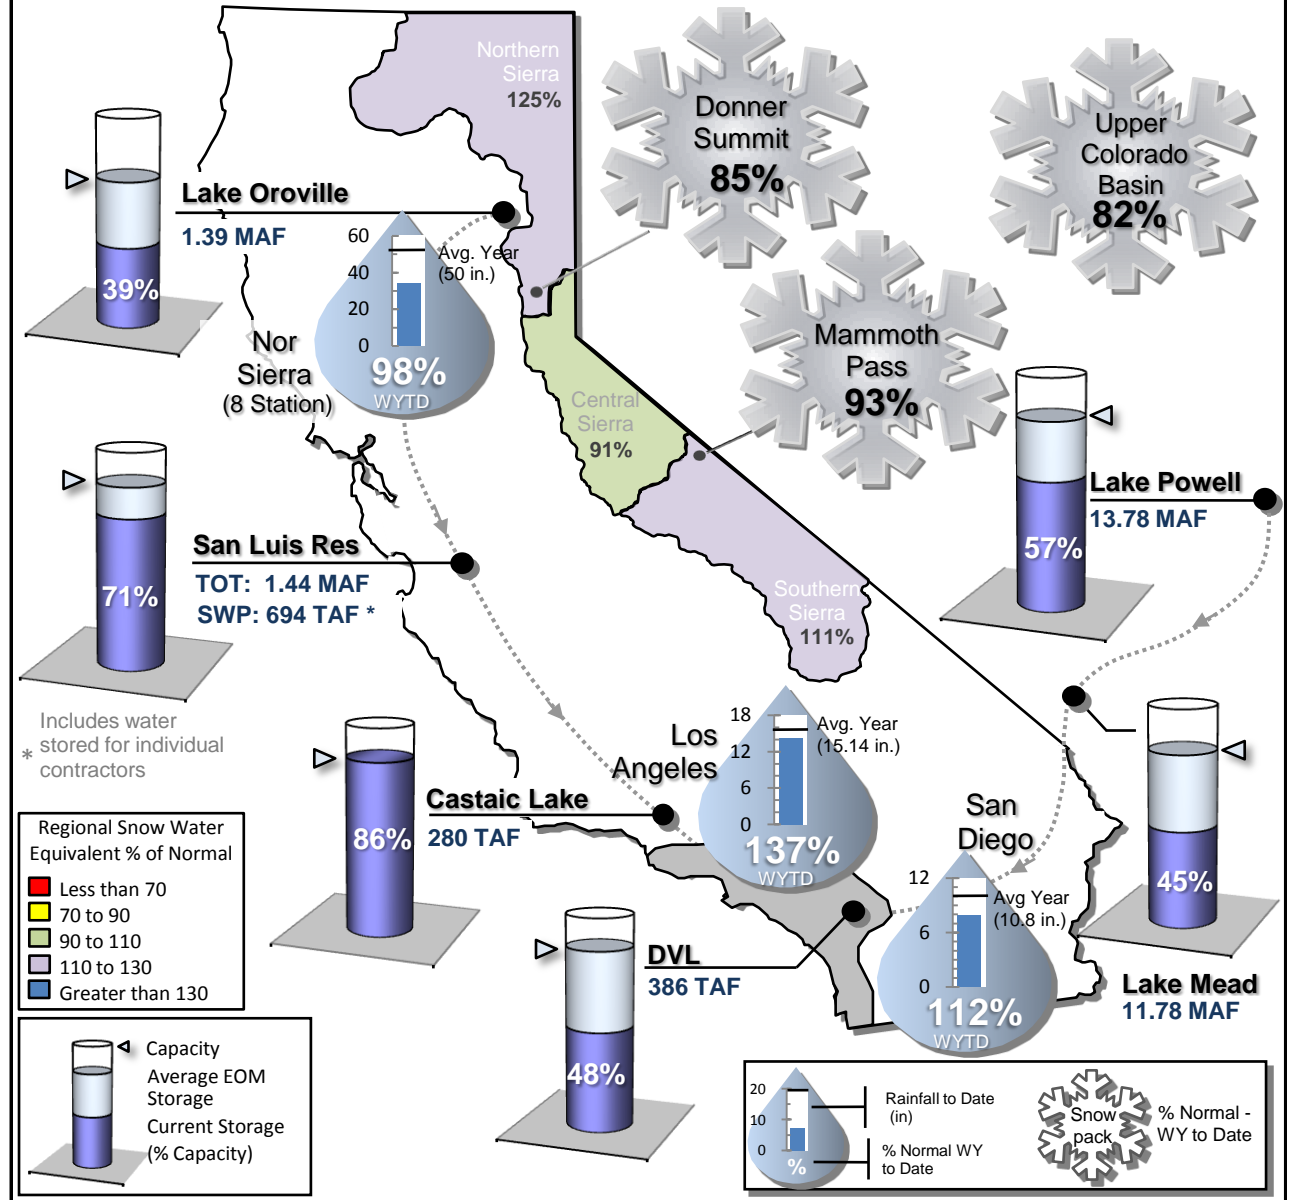 Northern
Sierra
125%
Donner
Summit
85%
Upper
Colorado
Basin
82%
Lake Oroville
1.39 MAF
39%
60
40
20
0
Avg. Year
(50 in.)
98%
WYTD
Nor
Sierra
(8 Station)
Mammoth
Pass
93%
Central
Sierra
91%
Lake Powell
13.78 MAF
57%
San Luis Res
TOT: 1.44 MAF
SWP: 694 TAF *
71%
Southern
Sierra
111%
* Includes water
stored for individual
contractors
Los
Angeles
18
12
6
0
Avg. Year
(15.14 in.)
137%
WYTD
Castaic Lake
280 TAF
86%
San
Diego
12
6
0
Avg Year
(10.8 in.)
112%
WYTD
45%
Lake Mead
11.78 MAF
DVL
386 TAF
48%
Regional Snow Water
Equivalent % of Normal
Less than 70
70 to 90
90 to 110
110 to 130
Greater than 130
Capacity
Average EOM
Storage
Current Storage
(% Capacity)
20
10
0
%
Rainfall to Date
(in)
% Normal WY
to Date
Snow
pack
% Normal -
WY to Date